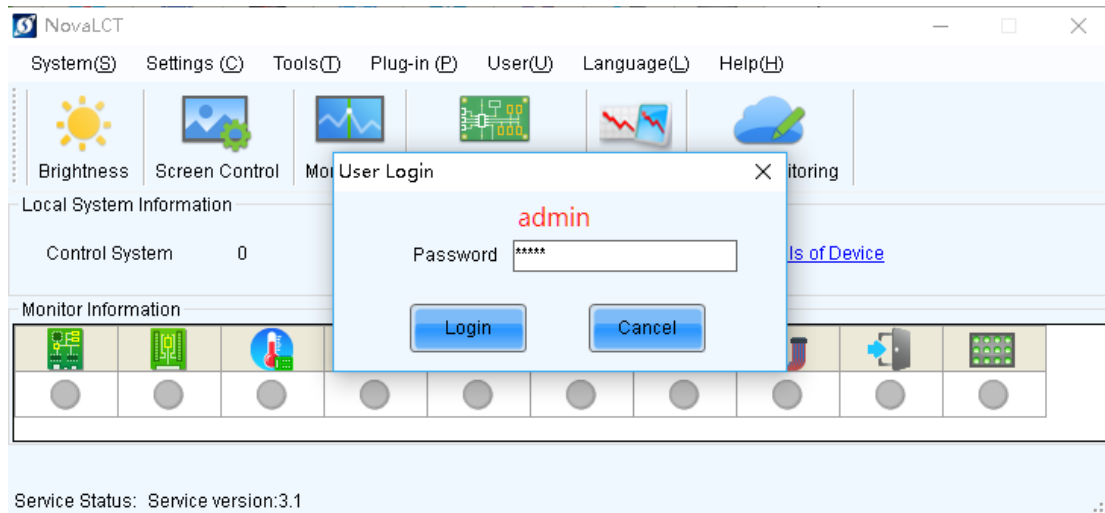 NovaLCT
System(S) Settings (C) Tools(T) Plug-in (P) User(U) Language(L) Help(H)
Brightness Screen Control Mo itoring
User Login
Local System Information
admin
Control System 0
Password *****
ls of Device
Login Cancel
Monitor Information
Service Status: Service version:3.1